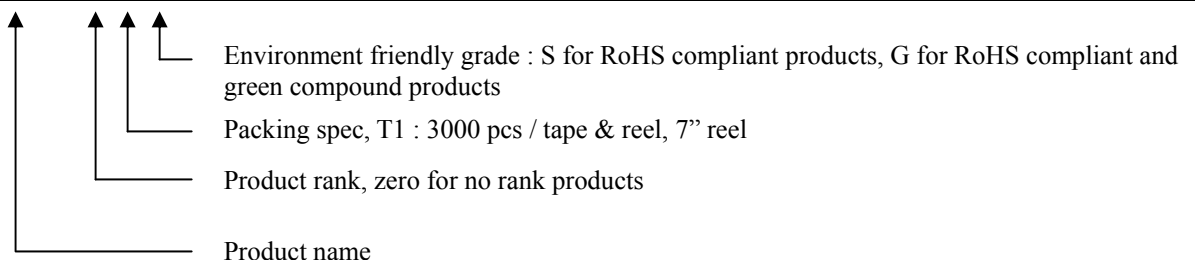 Environment friendly grade : S for RoHS compliant products, G for RoHS compliant and
green compound products
Packing spec, T1 : 3000 pcs / tape & reel, 7” reel
Product rank, zero for no rank products
Product name